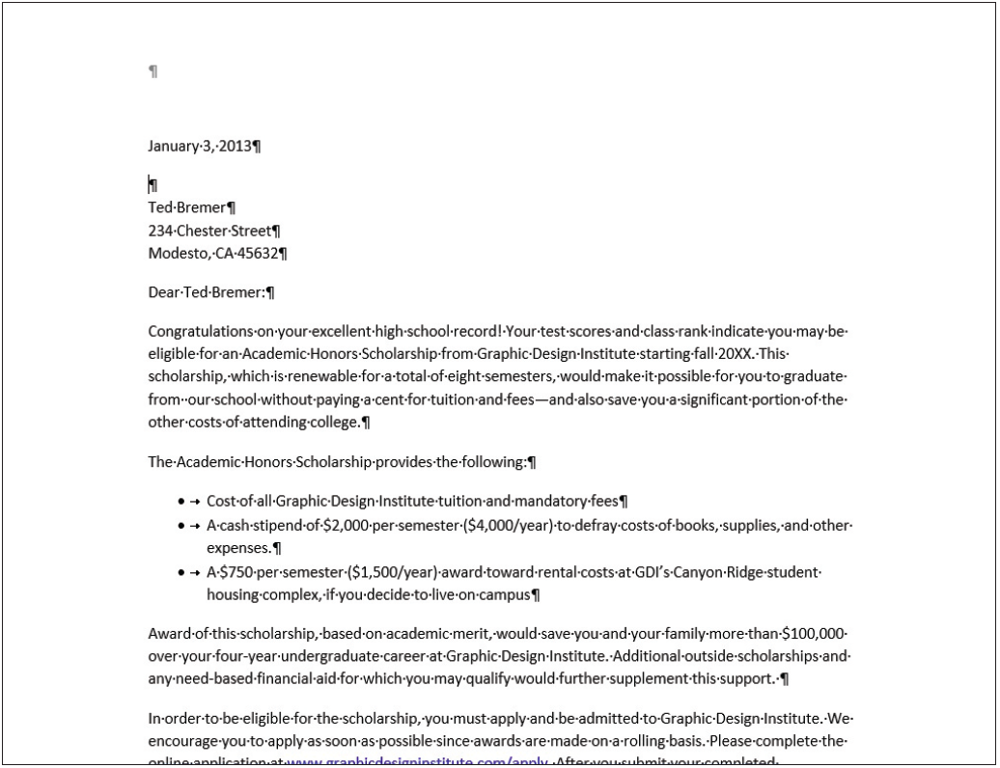 ¶
January·3,·2013¶
¶
Ted·Bremer¶
234·Chester·Street¶
Modesto,·CA·45632¶
Dear·Ted·Bremer:¶
Congratulations·on·your·excellent·high·school·record!·Your·test·scores·and·class·rank·indicate·you·may·be·
eligible·for·an·Academic·Honors·Scholarship·from·Graphic·Design·Institute·starting·fall·20XX.·This·
scholarship,·which·is·renewable·for·a·total·of·eight·semesters,·would·make·it·possible·for·you·to·graduate·
from··our·school·without·paying·a·cent·for·tuition·and·fees—and·also·save·you·a·significant·portion·of·the·
other·costs·of·attending·college.¶
The·Academic·Honors·Scholarship·provides·the·following:¶
•→Cost·of·all·Graphic·Design·Institute·tuition·and·mandatory·fees¶
•→A·cash·stipend·of·$2,000·per·semester·($4,000/year)·to·defray·costs·of·books,·supplies,·and·other·
expenses.¶
•→A·$750·per·semester·($1,500/year)·award·toward·rental·costs·at·GDI’s·Canyon·Ridge·student·
housing·complex,·if·you·decide·to·live·on·campus¶
Award·of·this·scholarship,·based·on·academic·merit,·would·save·you·and·your·family·more·than·$100,000·
over·your·four-year·undergraduate·career·at·Graphic·Design·Institute.·Additional·outside·scholarships·and·
any·need-based·financial·aid·for·which·you·may·qualify·would·further·supplement·this·support.·¶
In·order·to·be·eligible·for·the·scholarship,·you·must·apply·and·be·admitted·to·Graphic·Design·Institute.·We·
encourage·you·to·apply·as·soon·as·possible·since·awards·are·made·on·a·rolling·basis.·Please·complete·the·
online·application·at·www.graphicdesigninstitute.com/apply.·After·you·submit·your·completed·